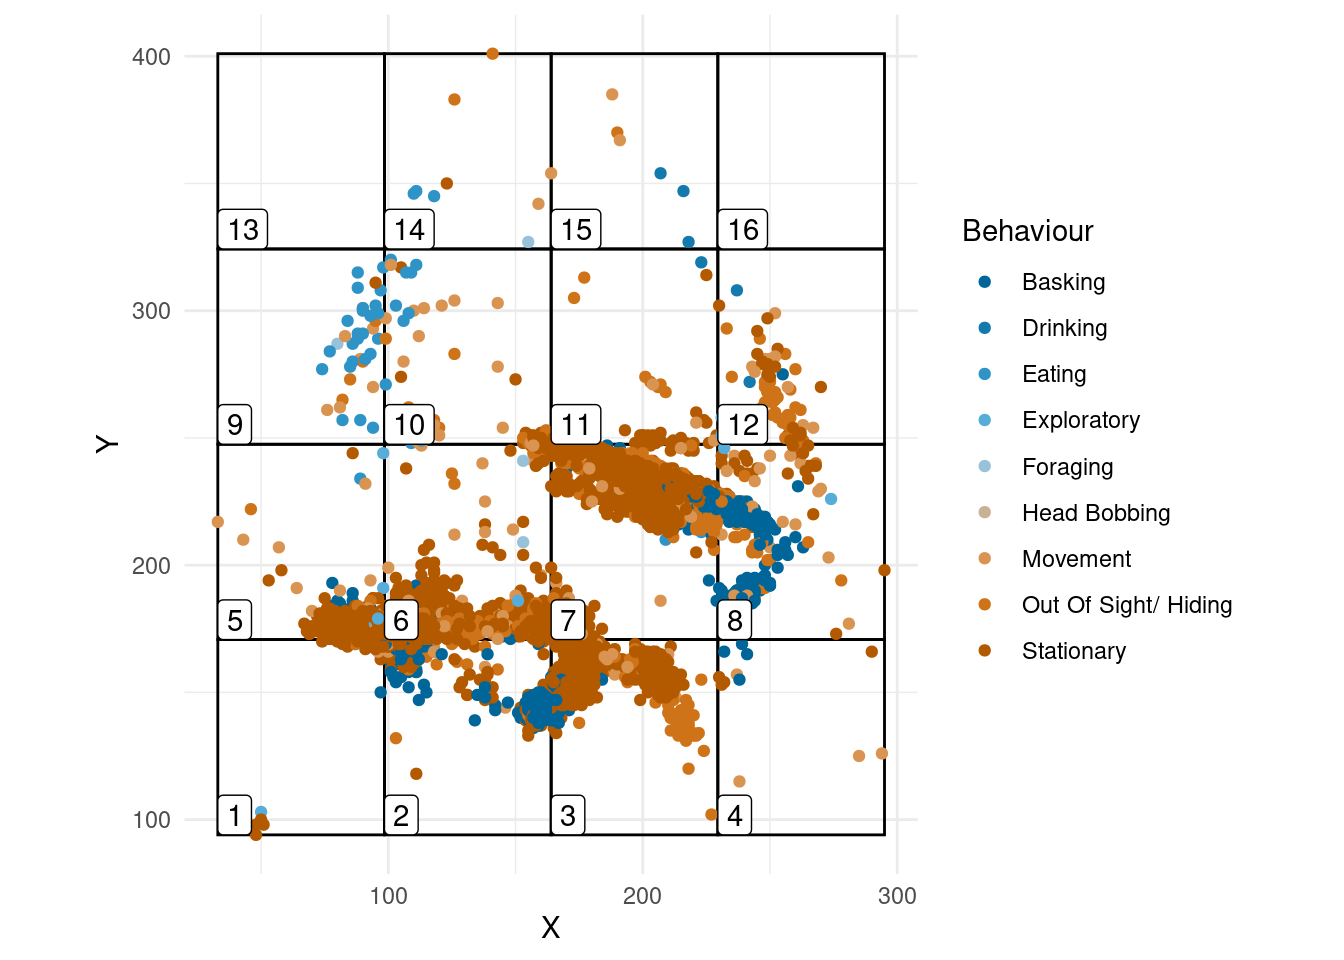 400
300
200
100
Y
13
14
15
16
9
10
11
12
5
6
7
8
1
2
3
4
100
200
300
X
Behaviour
Basking
Drinking
Eating
Exploratory
Foraging
Head Bobbing
Movement
Out Of Sight/ Hiding
Stationary